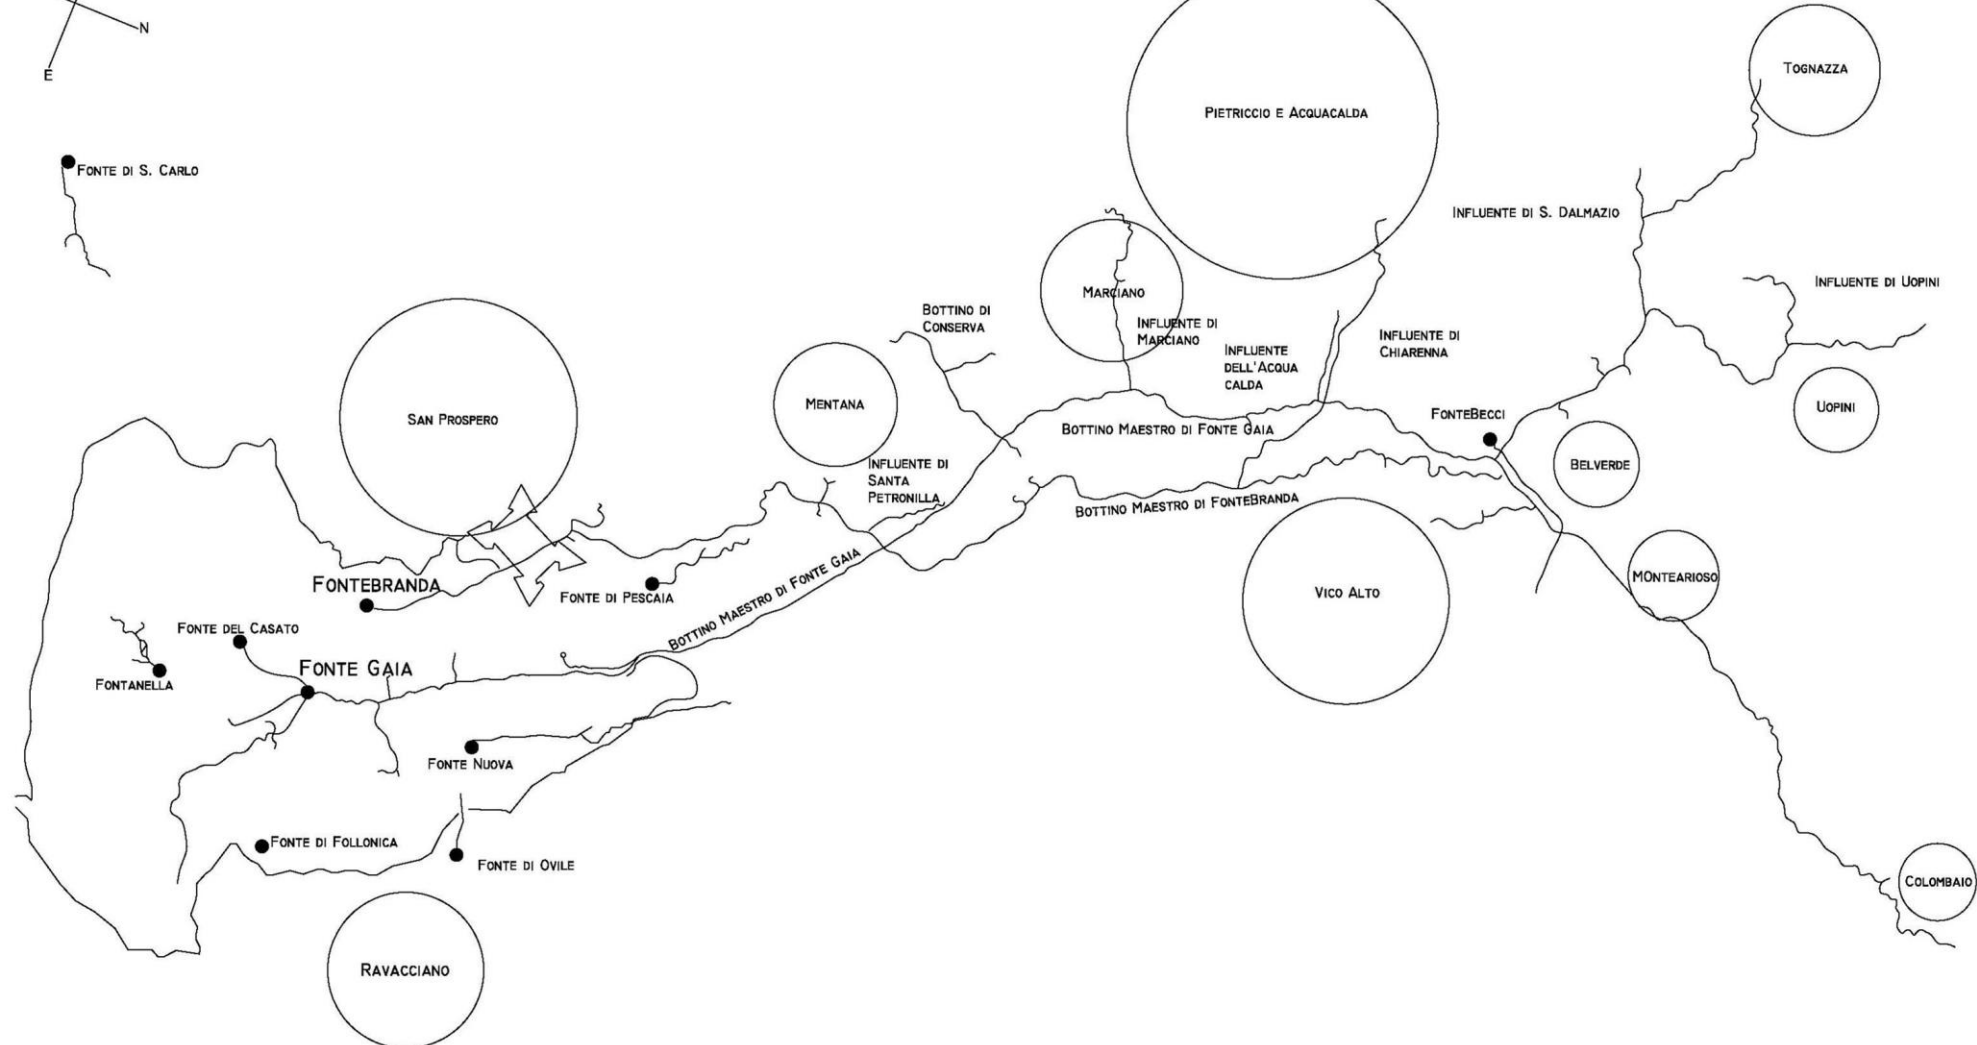 N
E
TOGNAZZA
PIETRICCIO E ACQUACALDA
FONTE DI S. CARLO
INFLUENTE DI S. DALMAZIO
INFLUENTE DI UOPINI
MARCIANO
BOTTINO DI
CONSERVA
INFLUENTE DI
MARCIANO
INFLUENTE DI
CHIARENNA
INFLUENTE
DELL'ACQUA
CALDA
MENTANA
UOPINI
SAN PROSPERO
FONTEBECCI
BOTTINO MAESTRO DI FONTE GAIA
BELVERDE
INFLUENTE DI
SANTA
PETRONILLA
BOTTINO MAESTRO DI FONTEBRANDA
MONTEARIOSO
FONTEBRANDA
FONTE DI PESCAIA
BOTTINO MAESTRO DI FONTE GAIA
VICO ALTO
FONTE DEL CASATO
FONTE GAIA
FONTANELLA
FONTE NUOVA
FONTE DI FOLLONICA
FONTE DI OVILE
COLOMBAIO
RAVACCIANO